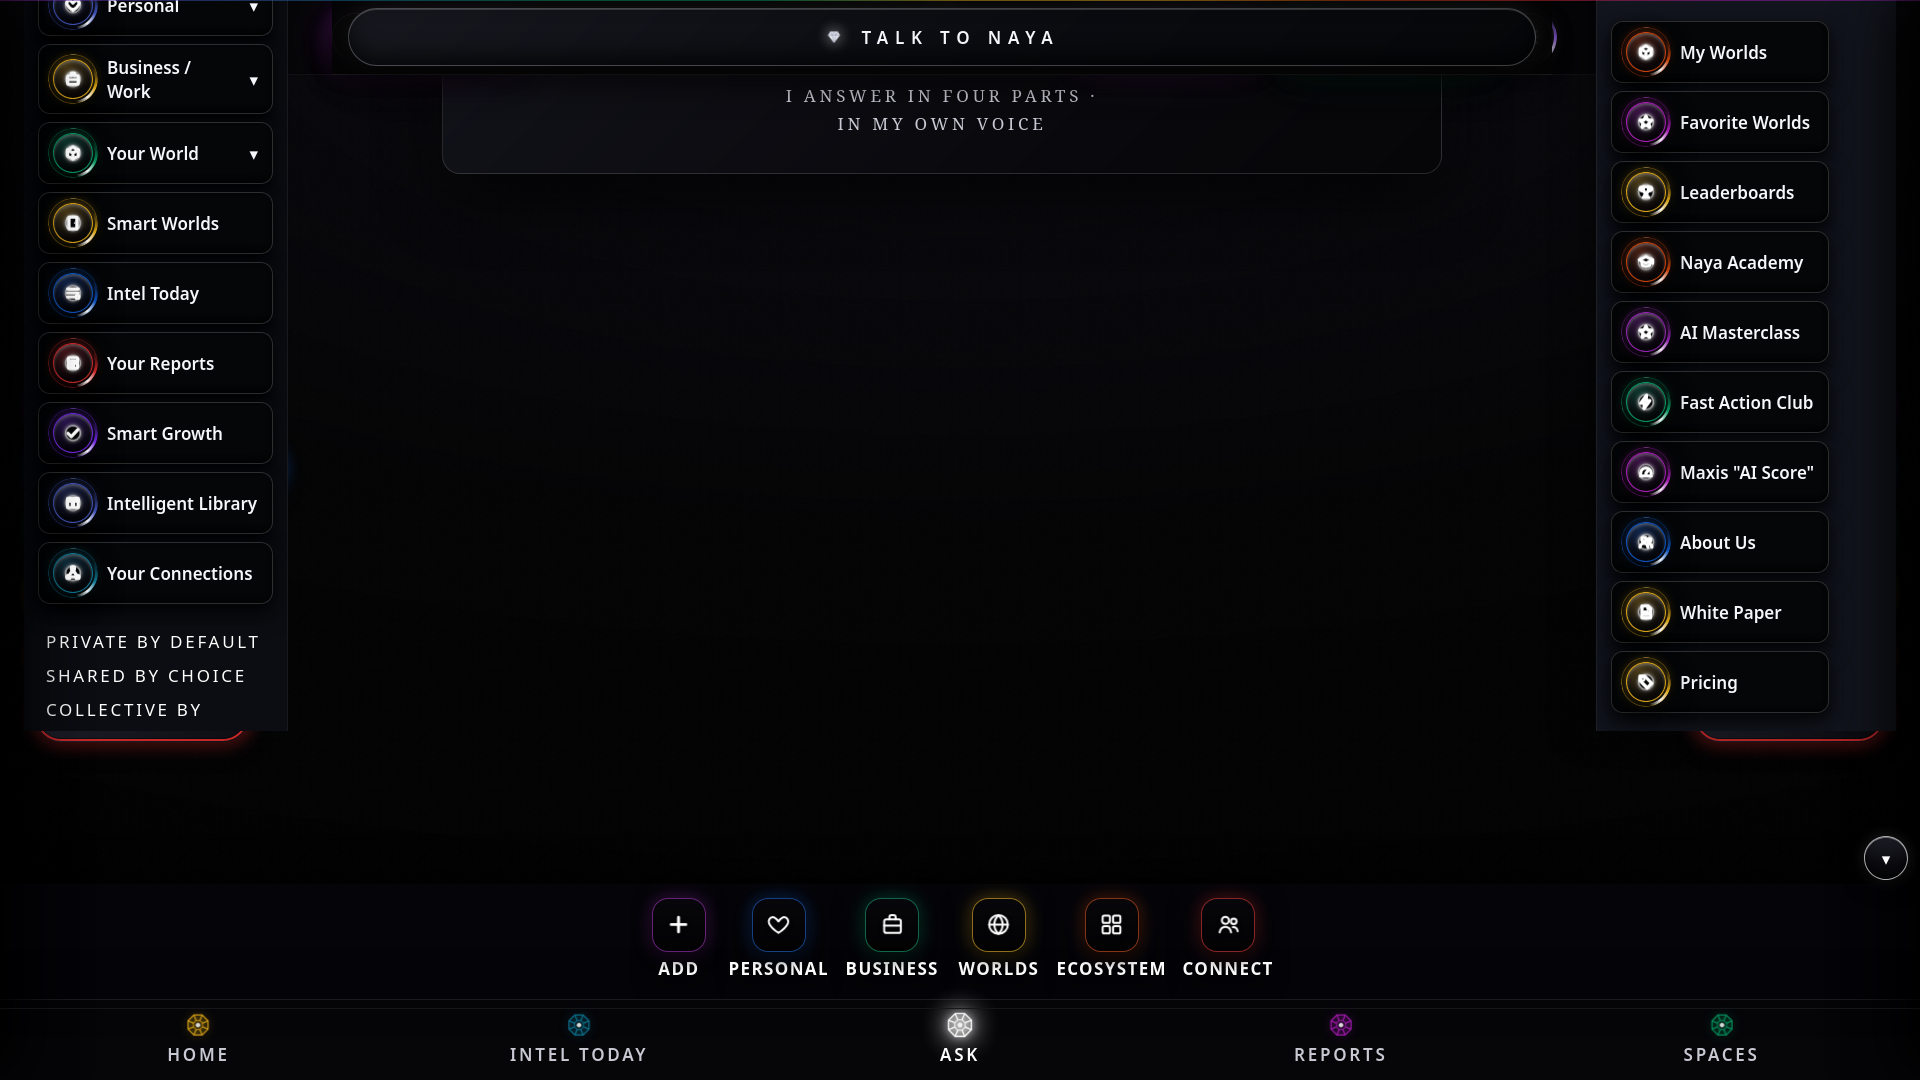 Personal ▼
Business /
Work ▼
Your World ▼
Smart Worlds
Intel Today
Your Reports
Smart Growth
Intelligent Library
Your Connections
PRIVATE BY DEFAULT
SHARED BY CHOICE
COLLECTIVE BY
TALK TO NAYA
I ANSWER IN FOUR PARTS ·
IN MY OWN VOICE
My Worlds
Favorite Worlds
Leaderboards
Naya Academy
AI Masterclass
Fast Action Club
Maxis "AI Score"
About Us
White Paper
Pricing
▼
ADD
PERSONAL
BUSINESS
WORLDS
ECOSYSTEM
CONNECT
HOME
INTEL TODAY
ASK
REPORTS
SPACES